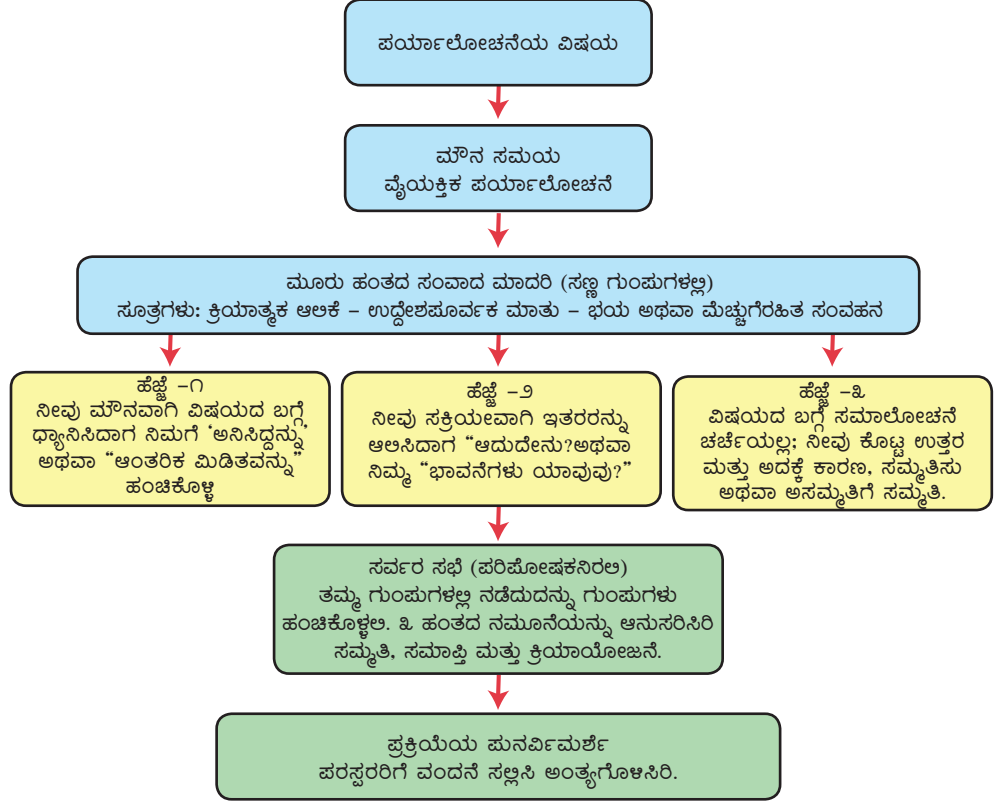 ಪರ್ಯಾಲೋಚನೆಯ ವಿಷಯ
ಮೌನ ಸಮಯ
ವೈಯಕ್ತಿಕ ಪರ್ಯಾಲೋಚನೆ
ಮೂರು ಹಂತದ ಸಂವಾದ ಮಾದರಿ (ಸಣ್ಣ ಗುಂಪುಗಳಲ್ಲಿ)
ಸೂತ್ರಗಳು: ಕ್ರಿಯಾತ್ಮಕ ಆಲಿಕೆ – ಉದ್ದೇಶಪೂರ್ವಕ ಮಾತು – ಭಯ ಅಥವಾ ಮೆಚ್ಚುಗೆರಹಿತ ಸಂವಹನ
ಹೆಜ್ಜೆ –೧
ನೀವು ಮೌನವಾಗಿ ವಿಷಯದ ಬಗ್ಗೆ
ಧ್ಯಾನಿಸಿದಾಗ ನಿಮಗೆ ‘ಅನಿಸಿದ್ದನ್ನು’
ಅಥವಾ “ಆಂತರಿಕ ಮಿಡಿತವನ್ನು”
ಹಂಚಿಕೊಳ್ಳಿ
ಹೆಜ್ಜೆ –೨
ನೀವು ಸಕ್ರಿಯೇವಾಗಿ ಇತರರನ್ನು
ಆಲಿಸಿದಾಗ “ಆದುದೇನು?ಅಥವಾ
ನಿಮ್ಮ “ಭಾವನೆಗಳು ಯಾವುವು?”
ಹೆಜ್ಜೆ –೩
ವಿಷಯದ ಬಗ್ಗೆ ಸಮಾಲೋಚನೆ
ಚರ್ಚೆಯಲ್ಲ; ನೀವು ಕೊಟ್ಟ ಉತ್ತರ
ಮತ್ತು ಅದಕ್ಕೆ ಕಾರಣ, ಸಮ್ಮತಿಸು
ಅಥವಾ ಅಸಮ್ಮತಿಗೆ ಸಮ್ಮತಿ.
ಸರ್ವರ ಸಭೆ (ಪರಿಪೋಷಕನಿರಲಿ)
ತಮ್ಮ ಗುಂಪುಗಳಲ್ಲಿ ನಡೆದುದನ್ನು ಗುಂಪುಗಳು
ಹಂಚಿಕೊಳ್ಳಲಿ. ೩ ಹಂತದ ನಮೂನೆಯನ್ನು ಆನುಸರಿಸಿರಿ
ಸಮ್ಮತಿ, ಸಮಾಪ್ತಿ ಮತ್ತು ಕ್ರಿಯಾಯೋಜನೆ.
ಪ್ರಕ್ರಿಯೆಯ ಪುನರ್ವಿಮರ್ಶೆ
ಪರಸ್ಪರರಿಗೆ ವಂದನೆ ಸಲ್ಲಿಸಿ ಅಂತ್ಯಗೊಳಿಸಿರಿ.